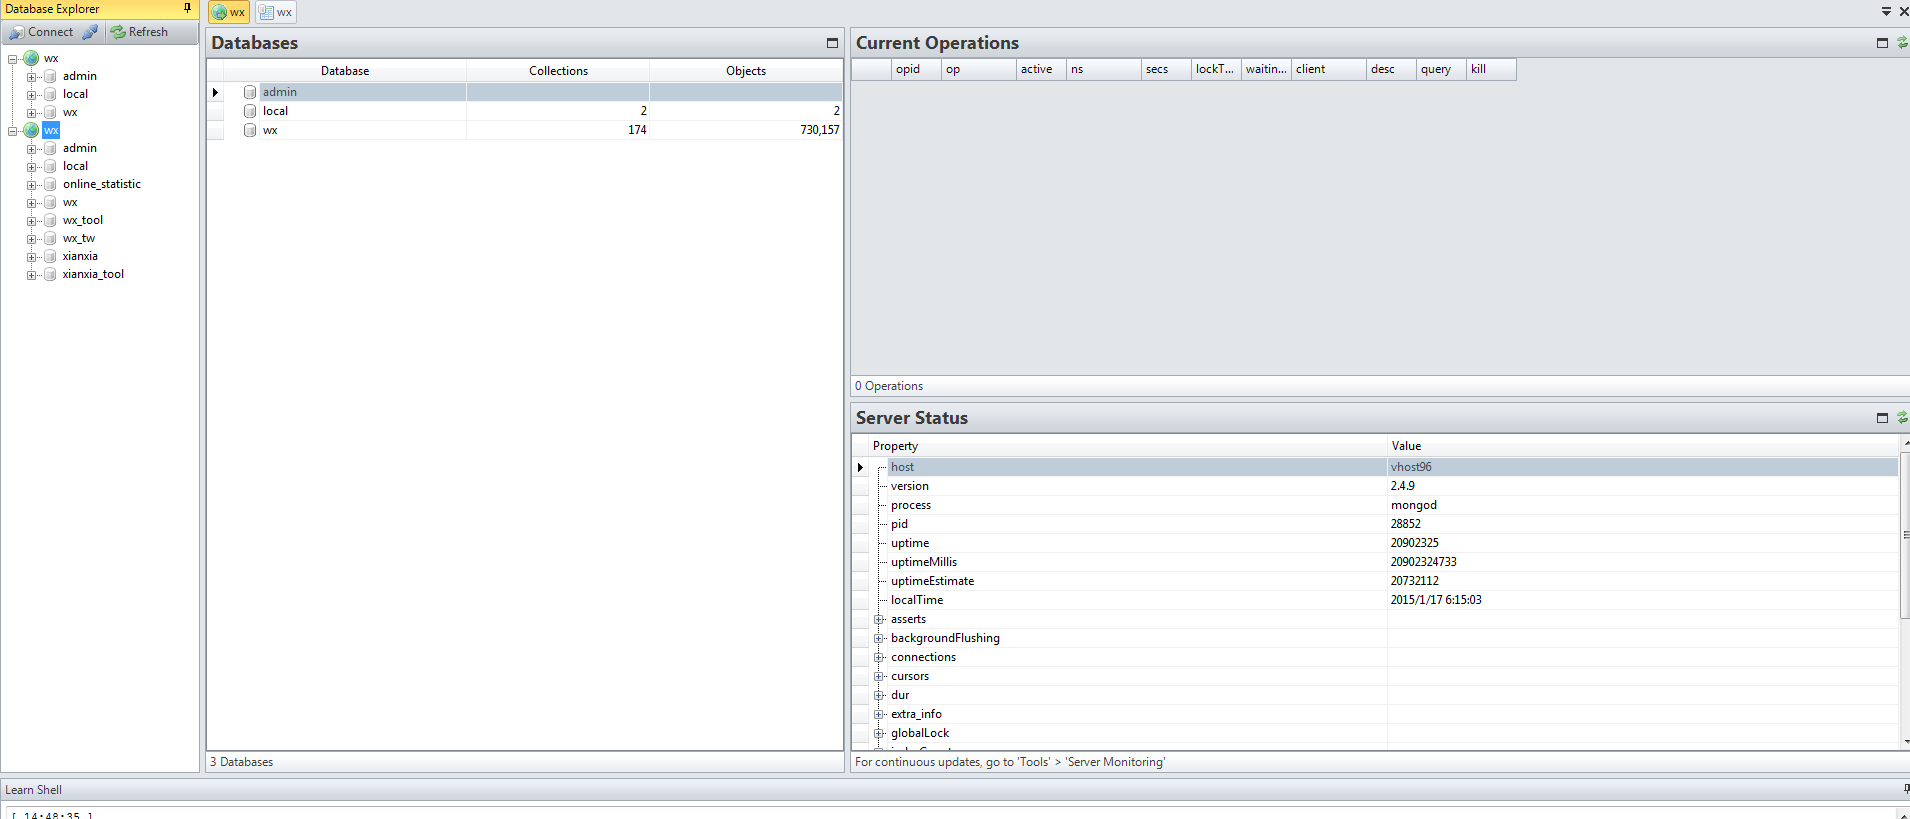 Database Explorer
Connect Refresh
wx
admin
local
wx
wx
admin
local
online_statistic
wx
wx_tool
wx_tw
xianxia
xianxia_tool
wx wx
Databases
Database Collections Objects
admin
local 2 2
wx 174 730,157
3 Databases
Current Operations
opid op active ns secs lockT... waitin... client desc query kill
0 Operations
Server Status
Property Value
host vhost96
version 2.4.9
process mongod
pid 28852
uptime 20902325
uptimeMillis 20902324733
uptimeEstimate 20732112
localTime 2015/1/17 6:15:03
asserts
backgroundFlushing
connections
cursors
dur
extra_info
globalLock
For continuous updates, go to 'Tools' > 'Server Monitoring'
Learn Shell
[ 14:48:35 ]